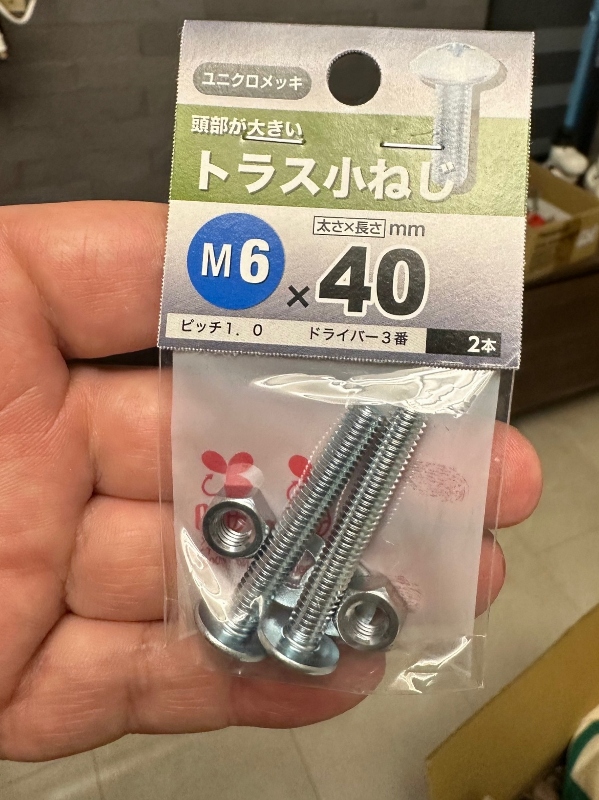 ユニクロメッキ
頭部が大きい
トラス小ねじ
太さ×長さ mm
M6 × 40
ピッチ1.0 ドライバー3番 2本